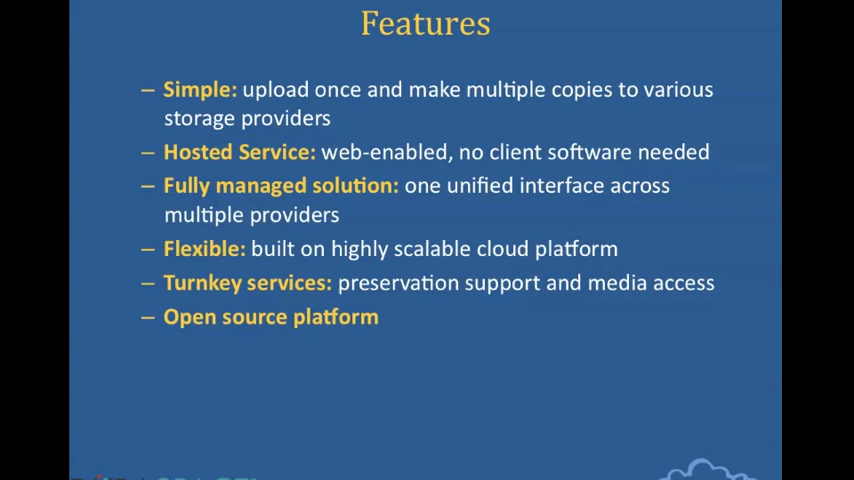 Features
– Simple: upload once and make multiple copies to various
storage providers
– Hosted Service: web-enabled, no client software needed
– Fully managed solution: one unified interface across
multiple providers
– Flexible: built on highly scalable cloud platform
– Turnkey services: preservation support and media access
– Open source platform